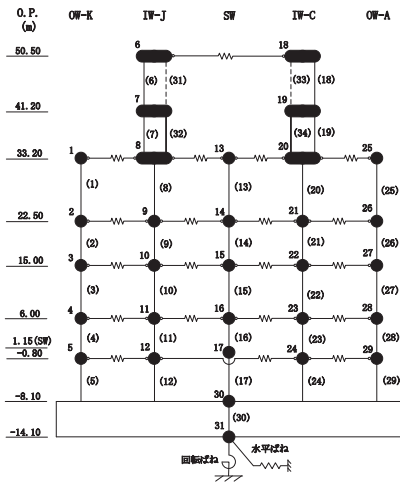 O.P. OW-K IW-J SW IW-C OW-A
(m)
50.50 6 18
(6) (31) (33) (18)
41.20 7 19
(7) (32) (34) (19)
33.20 1 8 13 20 25
(1) (8) (13) (20) (25)
22.50 2 9 14 21 26
(2) (9) (14) (21) (26)
15.00 3 10 15 22 27
(3) (10) (15) (22) (27)
6.00 4 11 16 23 28
(4) (11) (16) (23) (28)
1.15(SW) 17
-0.80 5 12 24 29
(5) (12) (17) (24) (29)
-8.10 30
(30)
-14.10 31
水平ばね
回転ばね